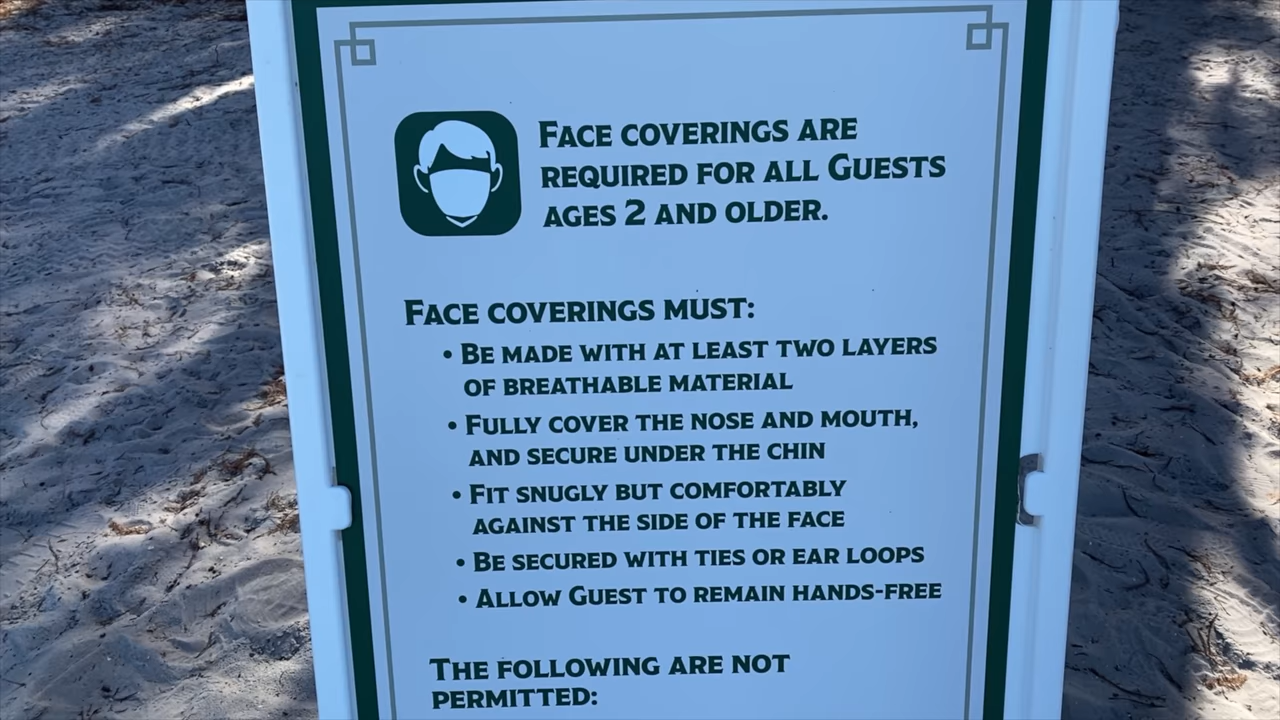 Face coverings are
required for all Guests
ages 2 and older.
Face coverings must:
• Be made with at least two layers
of breathable material
• Fully cover the nose and mouth,
and secure under the chin
• Fit snugly but comfortably
against the side of the face
• Be secured with ties or ear loops
• Allow Guest to remain hands-free
The following are not
permitted: